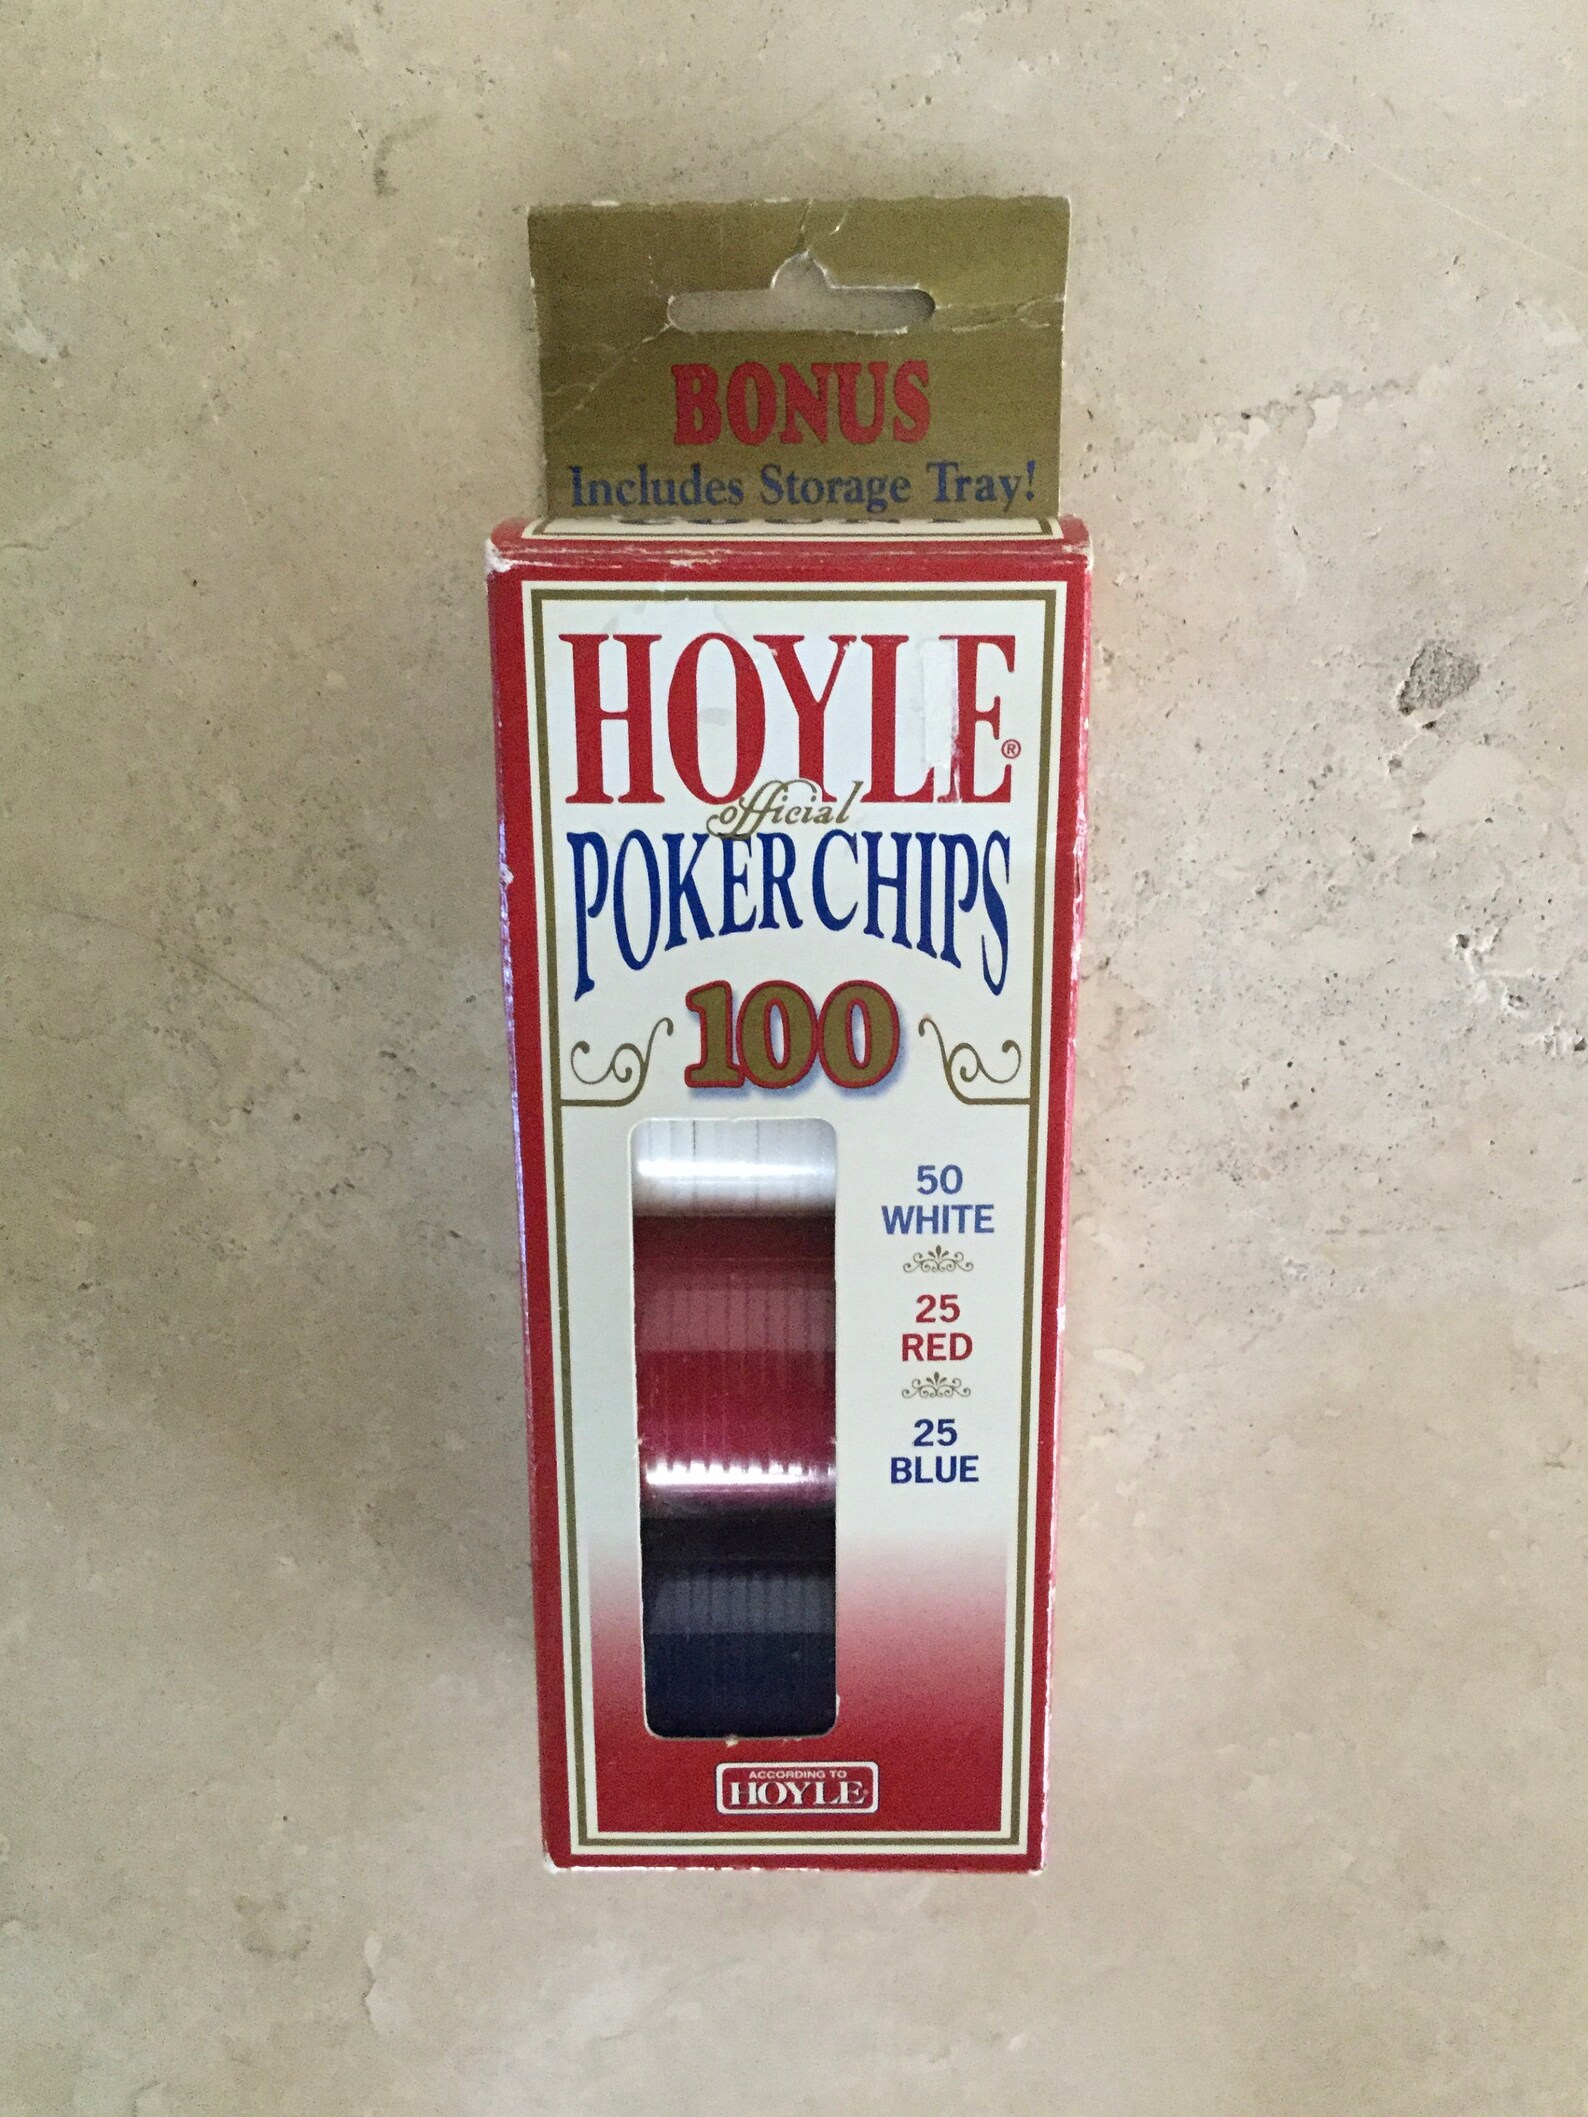 BONUS
Includes Storage Tray!
HOYLE®
official
POKER CHIPS
100
50
WHITE
25
RED
25
BLUE
ACCORDING TO
HOYLE®